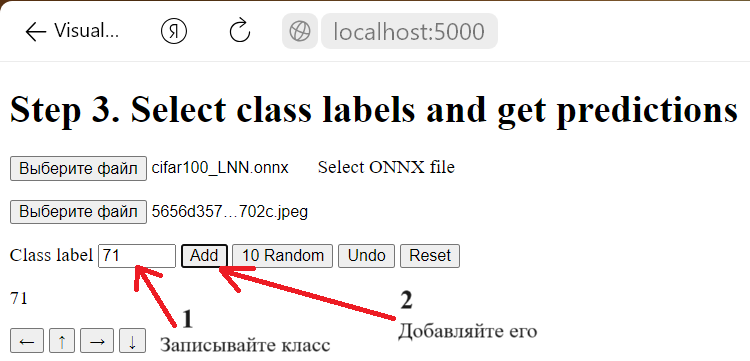 Visual... Я localhost:5000
Step 3. Select class labels and get predictions
Выберите файл cifar100_LNN.onnx Select ONNX file
Выберите файл 5656d357...702c.jpeg
Class label 71 Add 10 Random Undo Reset
71
1 2
← ↑ → ↓ Записывайте класс Добавляйте его